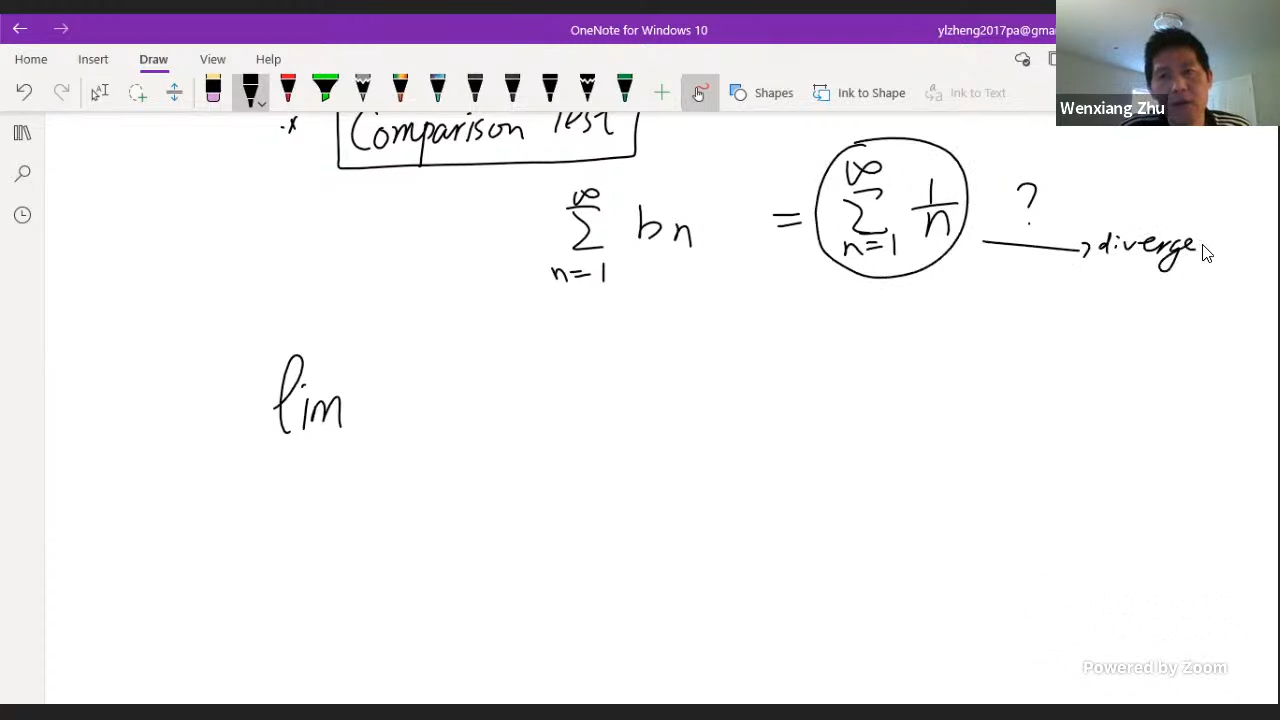 OneNote for Windows 10
ylzheng2017pa@gma
Home Insert Draw View Help
Shapes Ink to Shape Ink to Text
Wenxiang Zhu
Comparison Test
∞ ∑ n=1 bn = ∞ ∑ n=1 1/n ? → diverge
lim
Powered by Zoom